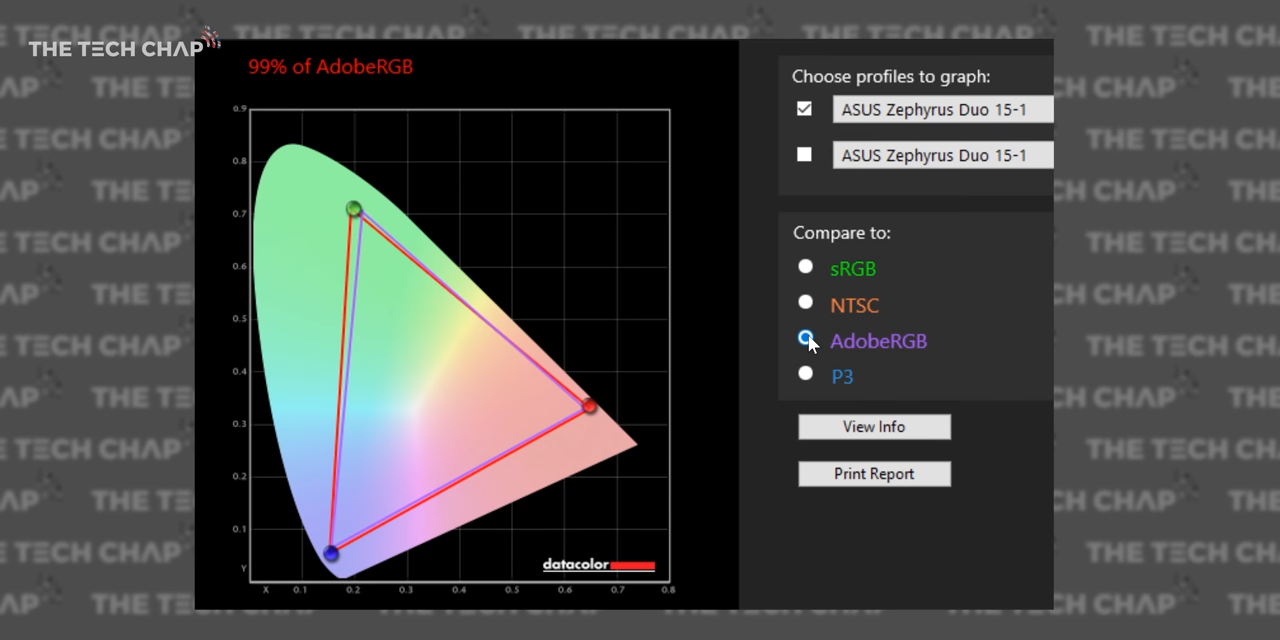 THE TECH CHAP
99% of AdobeRGB
0.9
0.8
0.7
0.6
0.5
0.4
0.3
0.2
0.1
Y
X 0.1 0.2 0.3 0.4 0.5 0.6 0.7 0.8
datacolor
Choose profiles to graph:
ASUS Zephyrus Duo 15-1
ASUS Zephyrus Duo 15-1
Compare to:
sRGB
NTSC
AdobeRGB
P3
View Info
Print Report